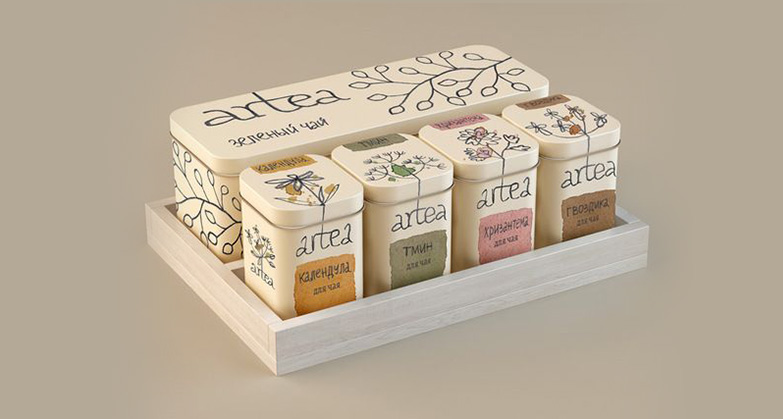 artea
зеленый чай
календула
тмин
хризантема
гвоздика
artea
календула
для чая
artea
тмин
для чая
artea
хризантема
для чая
artea
гвоздика
для чая
artea